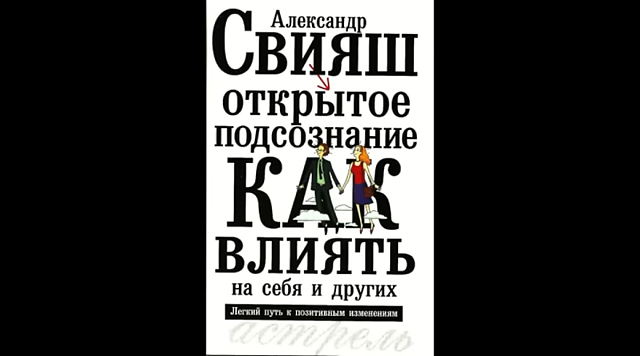 Александр
Свияш
открытое
подсознание
как
влиять
на себя и других
Легкий путь к позитивным изменениям
астрель